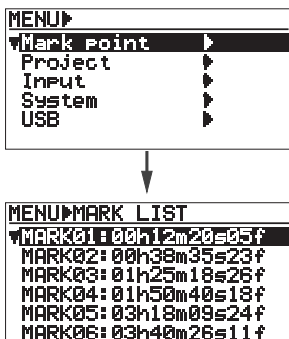 MENU
Mark point
Project
Input
System
USB
MENU▶MARK LIST
MARK01:00h12m20s05f
MARK02:00h38m35s23f
MARK03:01h25m18s26f
MARK04:01h50m40s18f
MARK05:03h18m09s24f
MARK06:03h40m26s11f